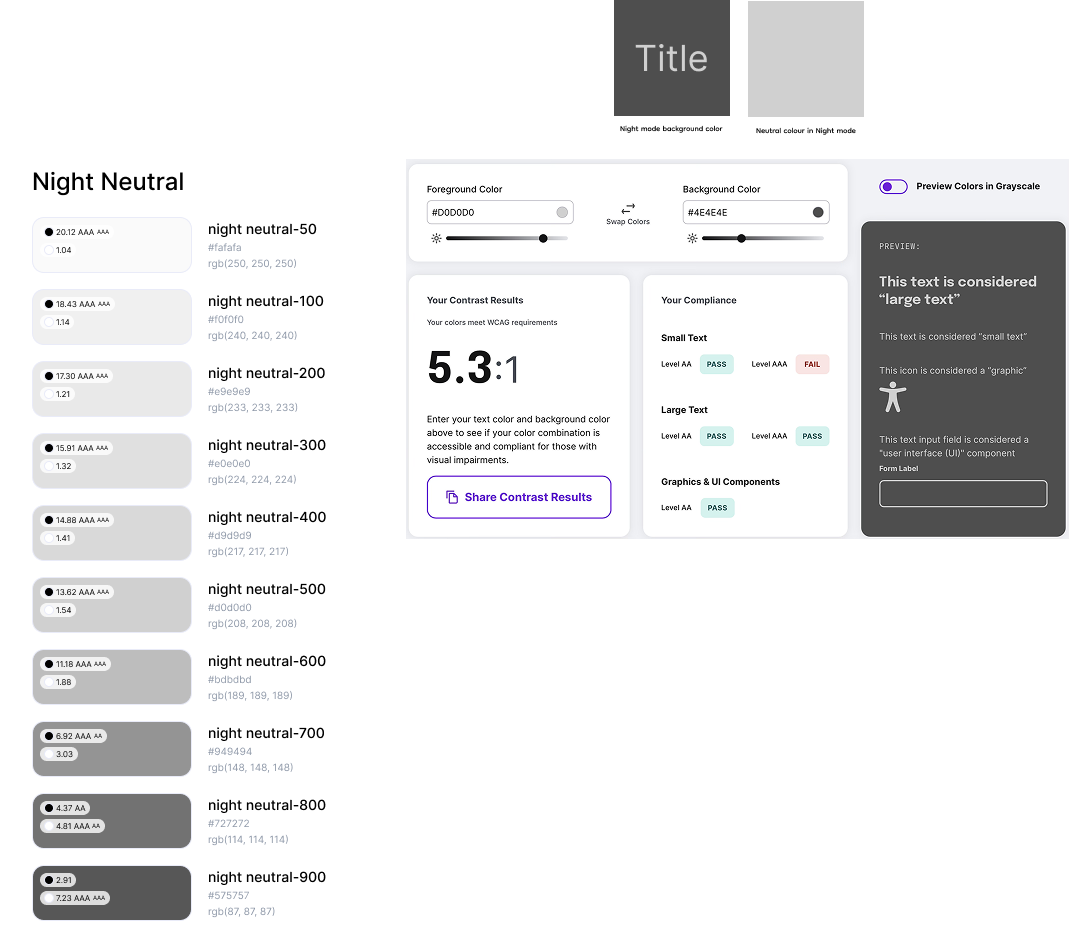 Title
Night mode background color
Neutral colour in Night mode
Night Neutral
20.12 AAA AAA
1.04
night neutral-50
#fafafa
rgb(250, 250, 250)
18.43 AAA AAA
1.14
night neutral-100
#f0f0f0
rgb(240, 240, 240)
17.30 AAA AAA
1.21
night neutral-200
#e9e9e9
rgb(233, 233, 233)
15.91 AAA AAA
1.32
night neutral-300
#e0e0e0
rgb(224, 224, 224)
14.88 AAA AAA
1.41
night neutral-400
#d9d9d9
rgb(217, 217, 217)
13.62 AAA AAA
1.54
night neutral-500
#d0d0d0
rgb(208, 208, 208)
11.18 AAA AAA
1.88
night neutral-600
#bdbdbd
rgb(189, 189, 189)
6.92 AAA AA
3.03
night neutral-700
#949494
rgb(148, 148, 148)
4.37 AA
4.81 AAA AA
night neutral-800
#727272
rgb(114, 114, 114)
2.91
7.23 AAA AAA
night neutral-900
#575757
rgb(87, 87, 87)
Foreground Color
#D0D0D0
Swap Colors
Background Color
#4E4E4E
Your Contrast Results
Your colors meet WCAG requirements
5.3:1
Enter your text color and background color
above to see if your color combination is
accessible and compliant for those with
visual impairments.
Share Contrast Results
Your Compliance
Small Text
Level AA PASS Level AAA FAIL
Large Text
Level AA PASS Level AAA PASS
Graphics & UI Components
Level AA PASS
Preview Colors in Grayscale
PREVIEW:
This text is considered
“large text”
This text is considered “small text”
This icon is considered a “graphic”
This text input field is considered a
"user interface (UI)" component
Form Label